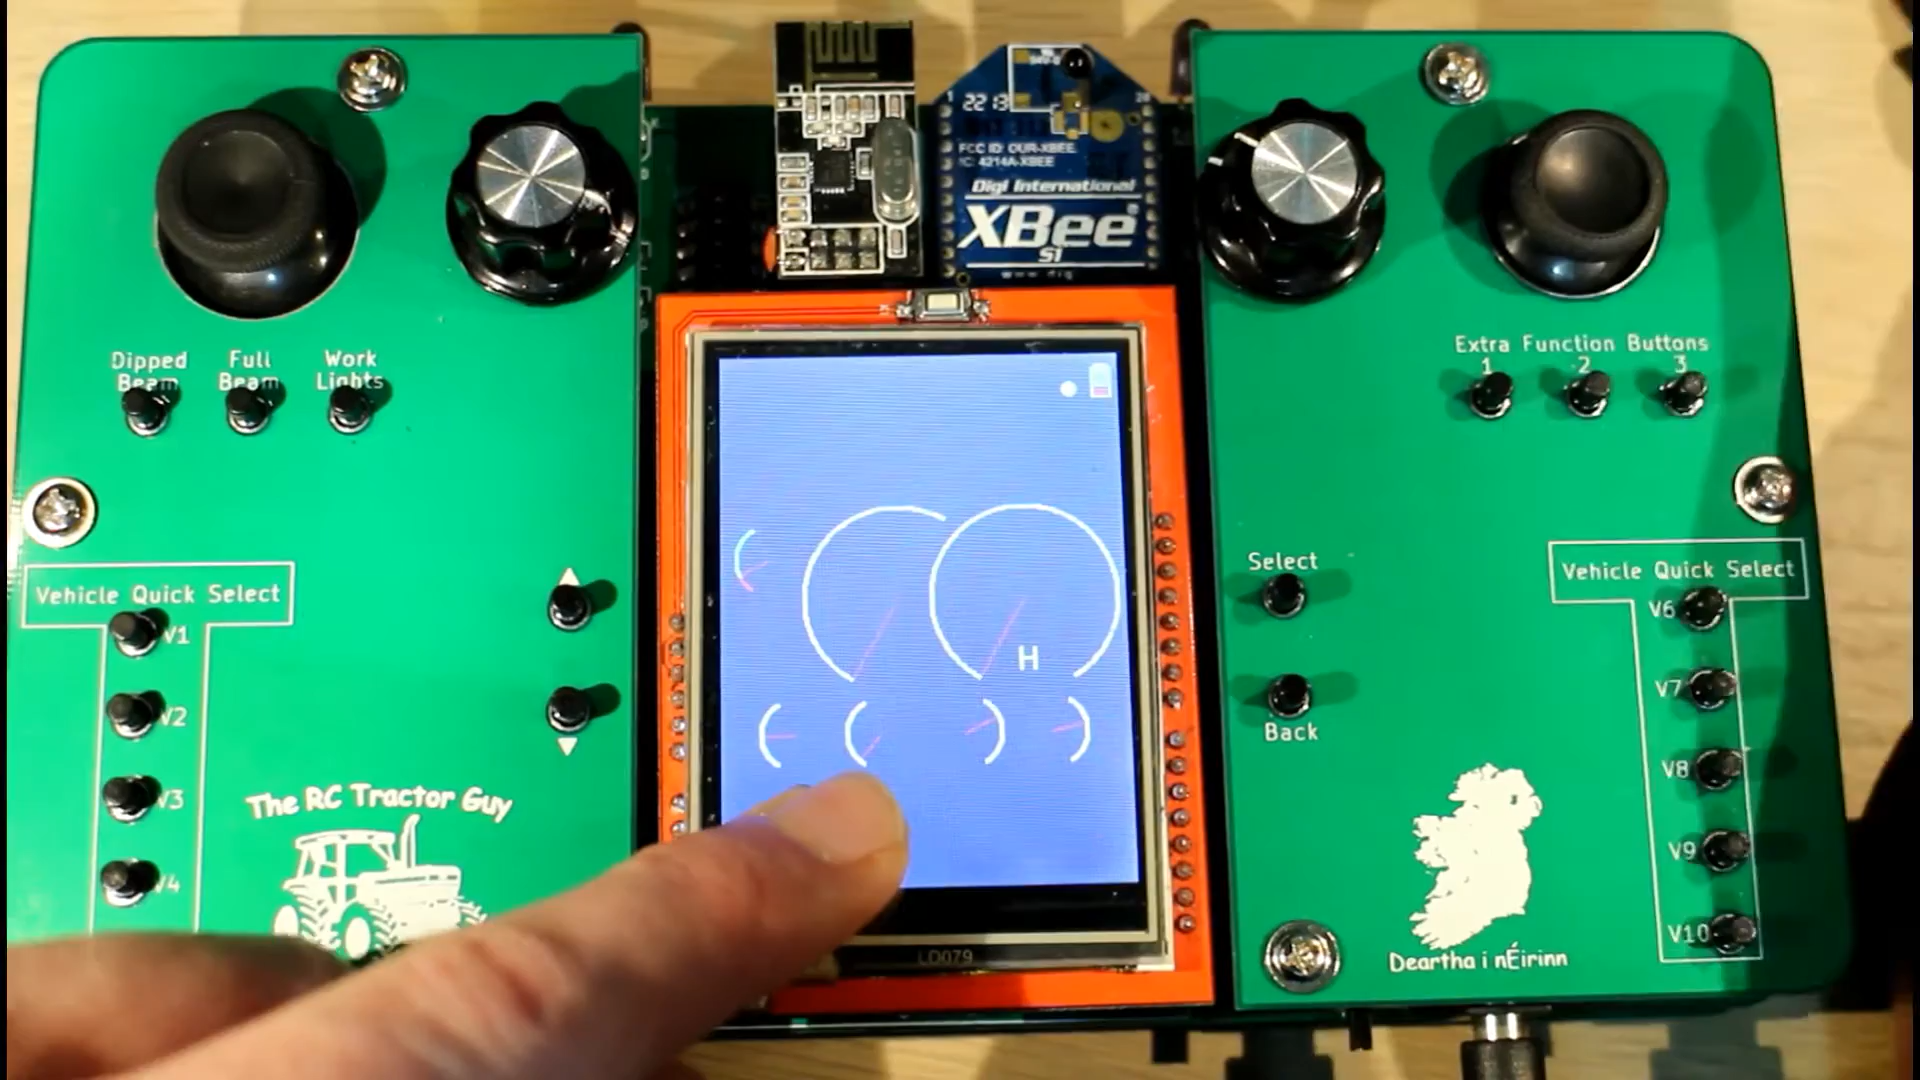 2213
FCC ID: OUR-XBEE
IC: 4214A-XBEE
Digi International
XBee
S1
Dipped
Beam
Full
Beam
Work
Lights
Extra Function Buttons
1 2 3
H
Vehicle Quick Select
V1
V2
V3
V4
The RC Tractor Guy
Select
Back
Vehicle Quick Select
V6
V7
V8
V9
V10
Deartha i nÉirinn
LD079